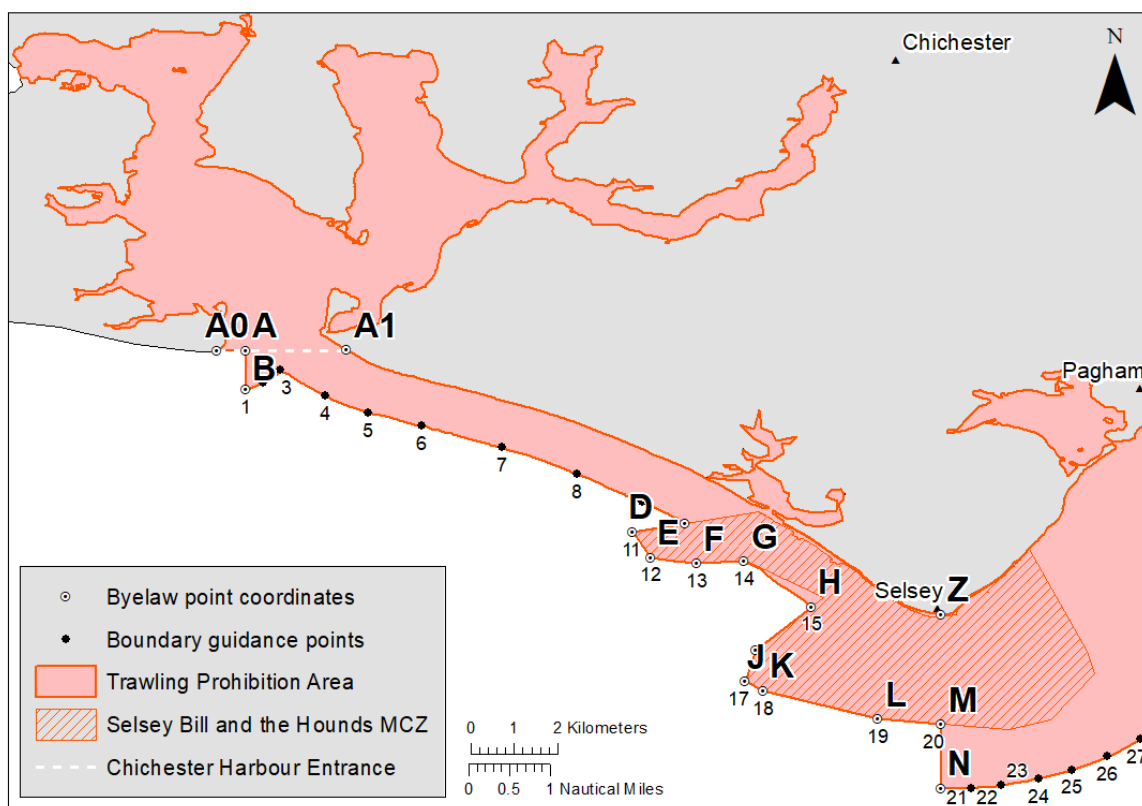 Chichester
N
A0 A
A1
Pagham
B
1
3
4
5
6
7
8
D
E
F
G
11
12
13
14
H
15
Selsey
Z
J
K
17
18
L
M
19
20
N
21
22
23
24
25
26
27
Byelaw point coordinates
Boundary guidance points
Trawling Prohibition Area
Selsey Bill and the Hounds MCZ
Chichester Harbour Entrance
0 1 2 Kilometers
0 0.5 1 Nautical Miles